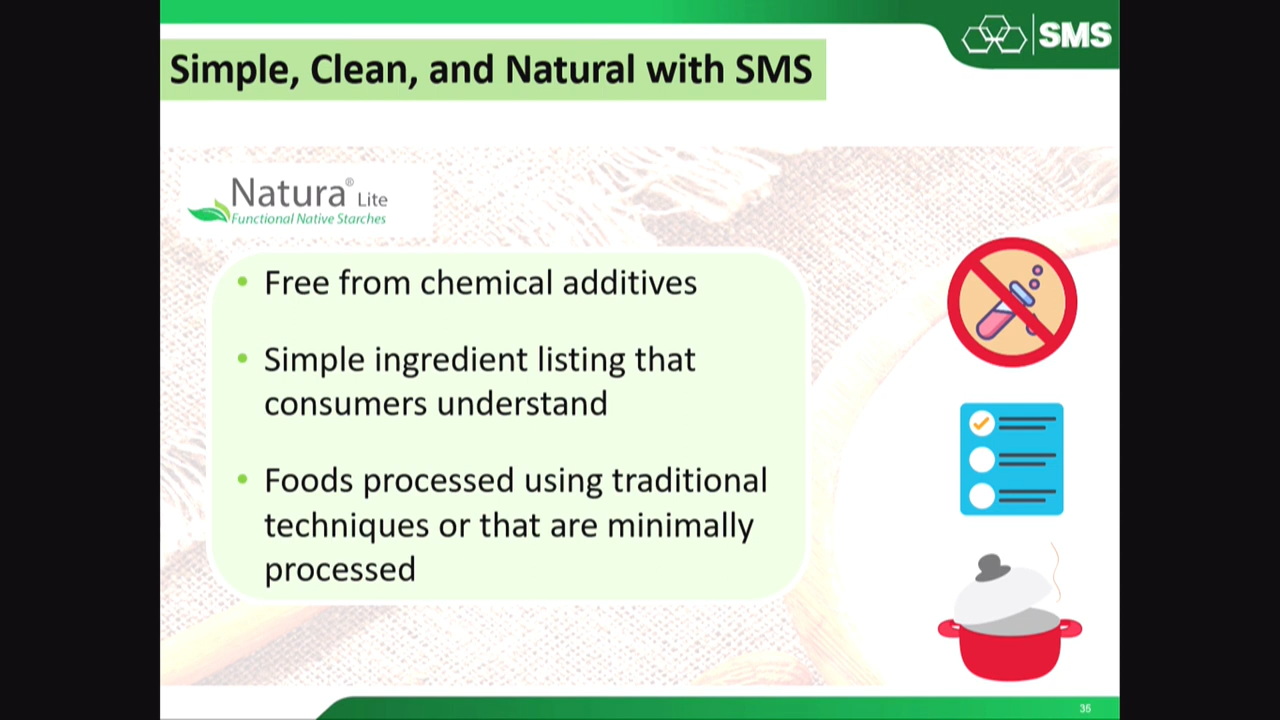 SMS
Simple, Clean, and Natural with SMS
Natura® Lite
Functional Native Starches
• Free from chemical additives
• Simple ingredient listing that
consumers understand
• Foods processed using traditional
techniques or that are minimally
processed
35